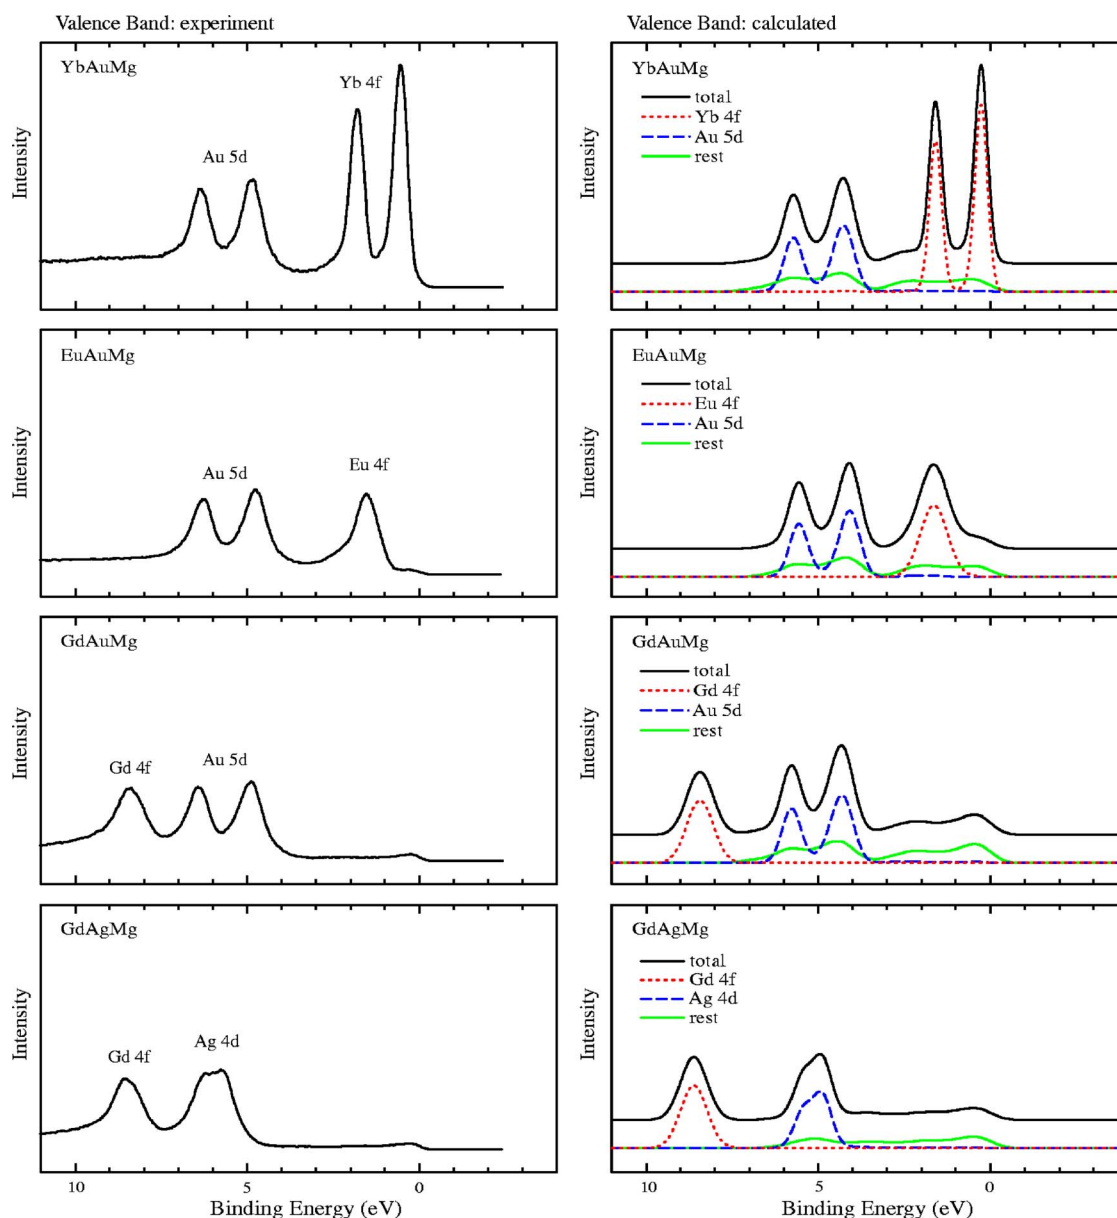 Valence Band: experiment
YbAuMg
Yb 4f
Au 5d
Intensity
EuAuMg
Au 5d
Eu 4f
Intensity
GdAuMg
Gd 4f
Au 5d
Intensity
GdAgMg
Gd 4f
Ag 4d
Intensity
10
5
0
Binding Energy (eV)
Valence Band: calculated
YbAuMg
total
Yb 4f
Au 5d
rest
Intensity
EuAuMg
total
Eu 4f
Au 5d
rest
Intensity
GdAuMg
total
Gd 4f
Au 5d
rest
Intensity
GdAgMg
total
Gd 4f
Ag 4d
rest
Intensity
10
5
0
Binding Energy (eV)